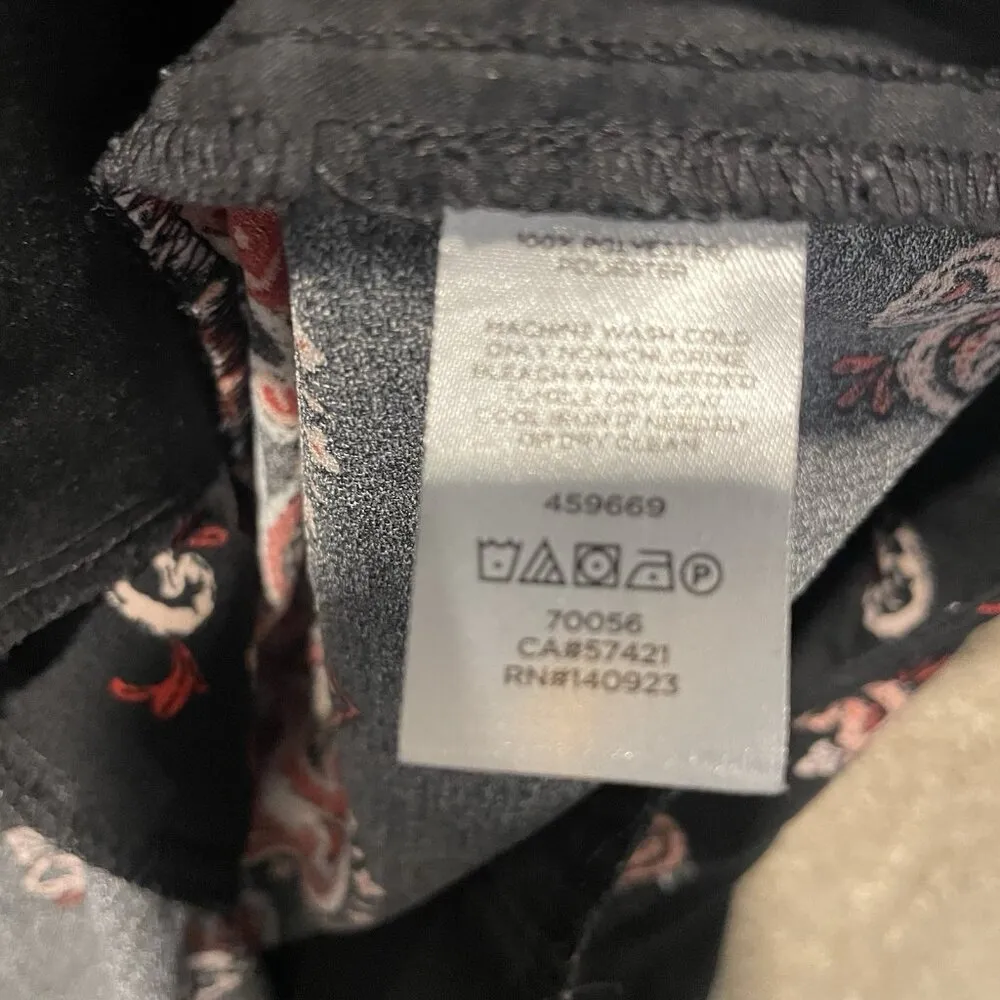 100% POLYESTER/
POLIESTER
MACHINE WASH COLD
ONLY NON-CHLORINE
BLEACH WHEN NEEDED
TUMBLE DRY LOW
COOL IRON IF NEEDED
OR DRY CLEAN
459669
P
70056
CA#57421
RN#140923